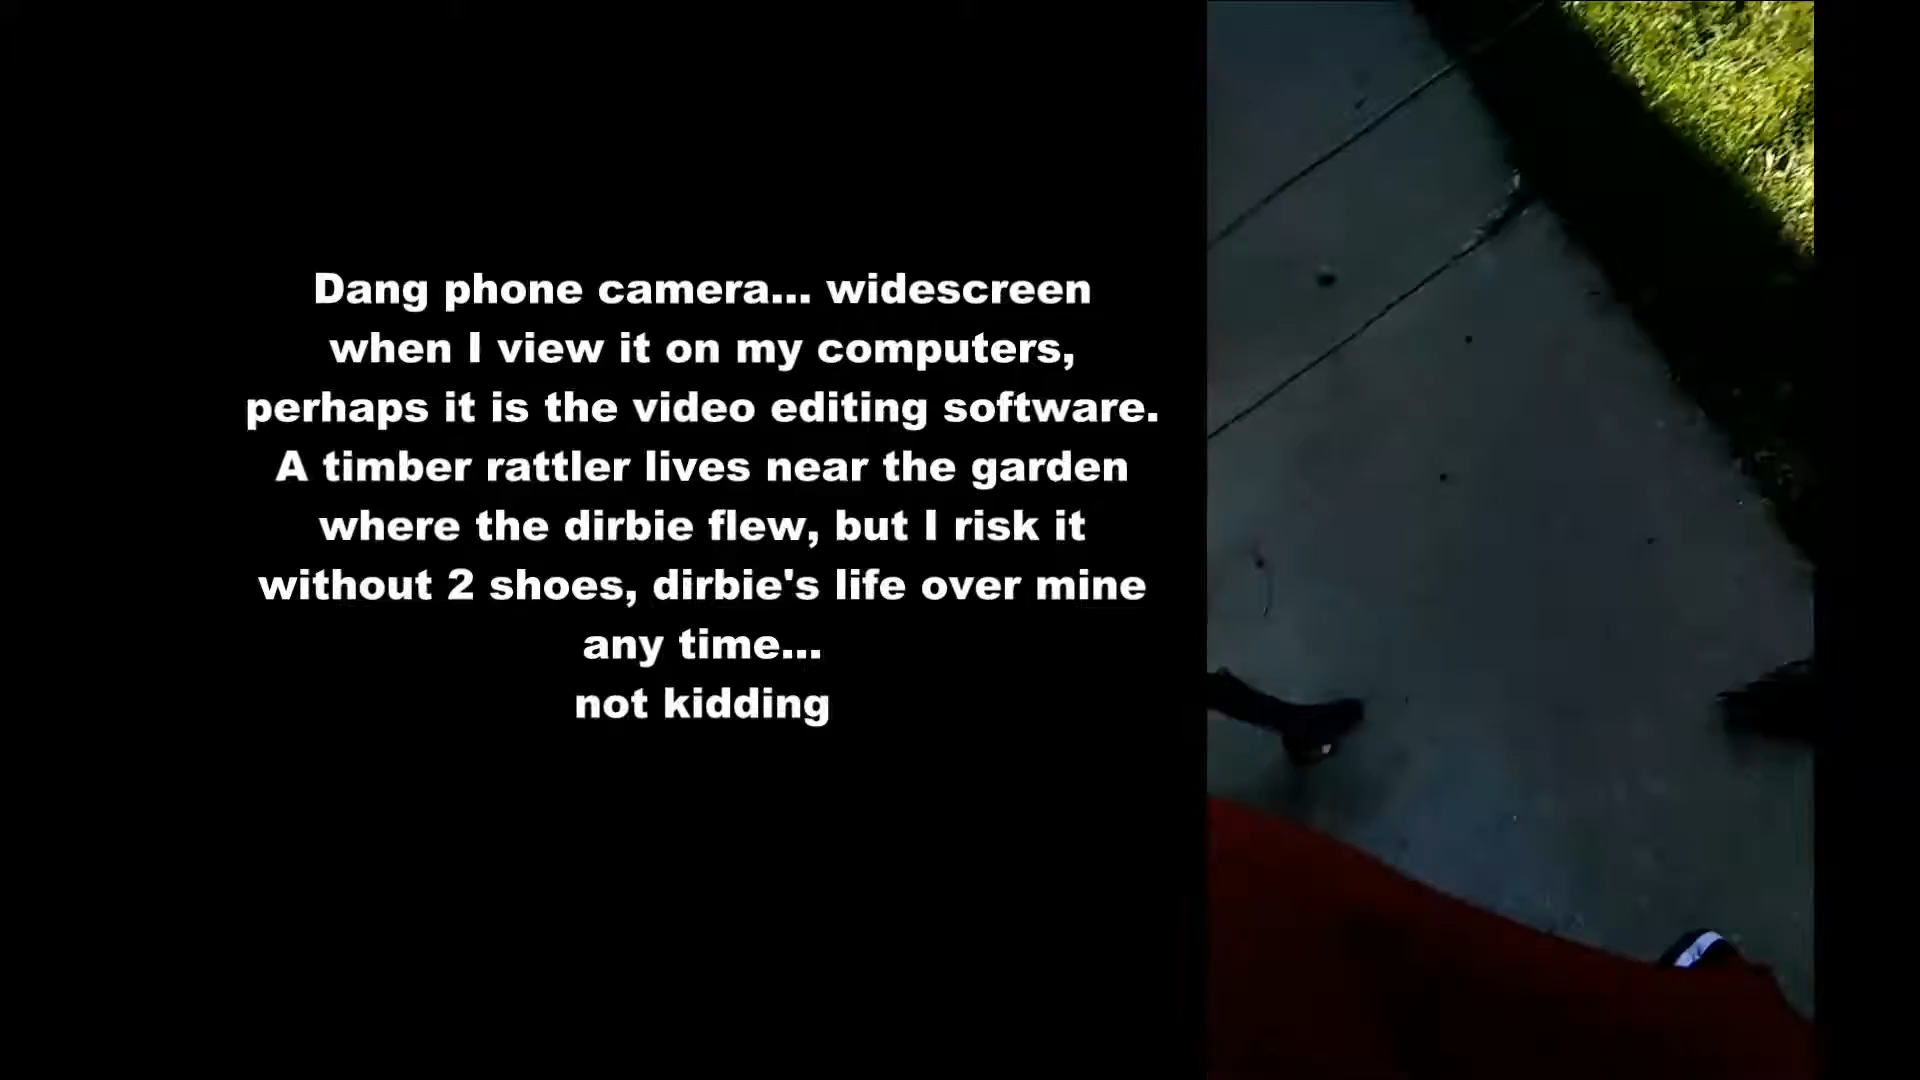 Dang phone camera... widescreen
when I view it on my computers,
perhaps it is the video editing software.
A timber rattler lives near the garden
where the dirbie flew, but I risk it
without 2 shoes, dirbie's life over mine
any time...
not kidding